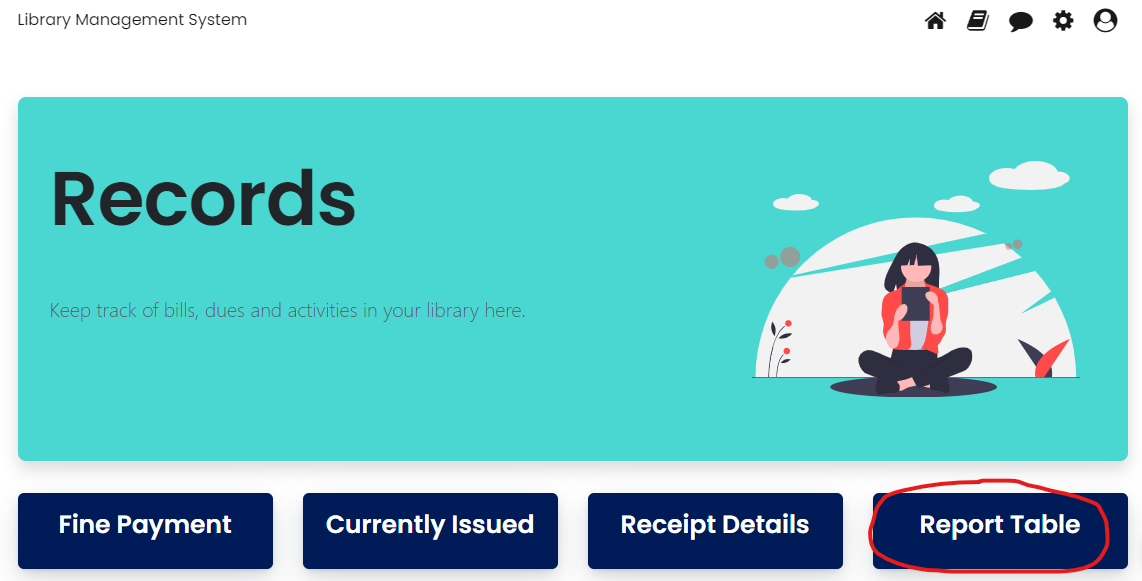 Library Management System
Records
Keep track of bills, dues and activities in your library here.
Fine Payment
Currently Issued
Receipt Details
Report Table